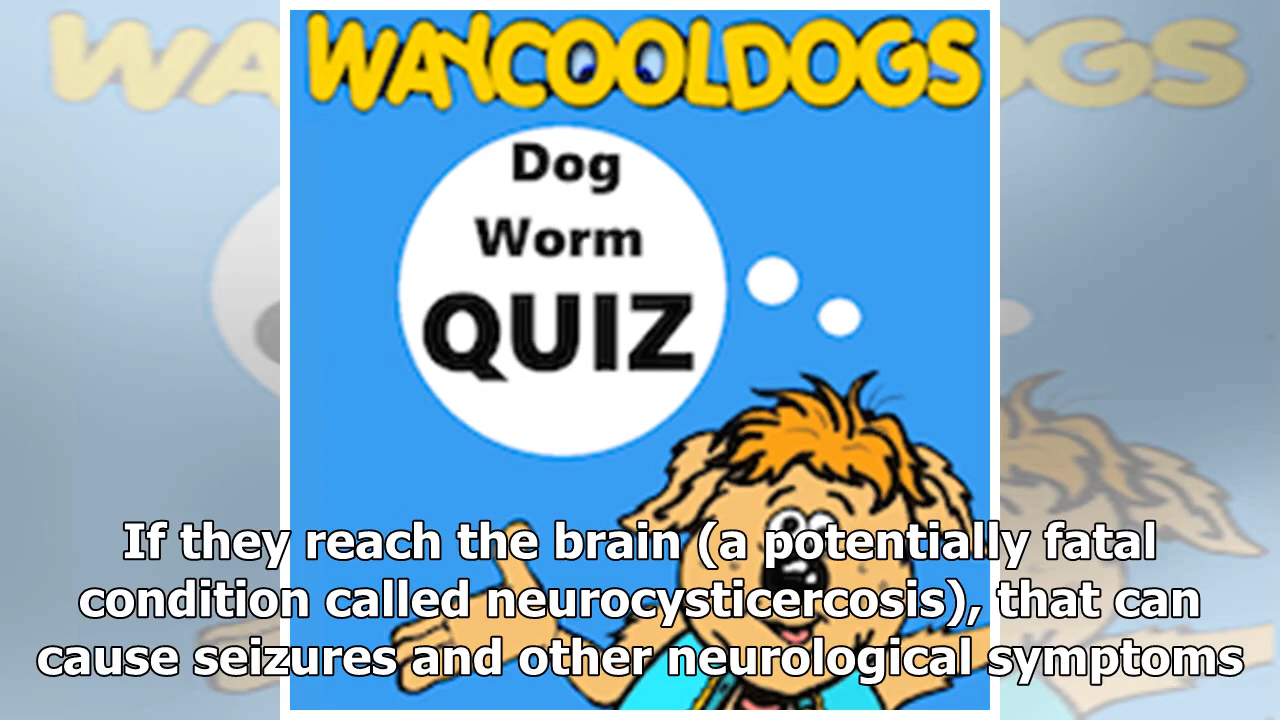 WAYCOOLDOGS
Dog
Worm
QUIZ
If they reach the brain (a potentially fatal
condition called neurocysticercosis), that can
cause seizures and other neurological symptoms